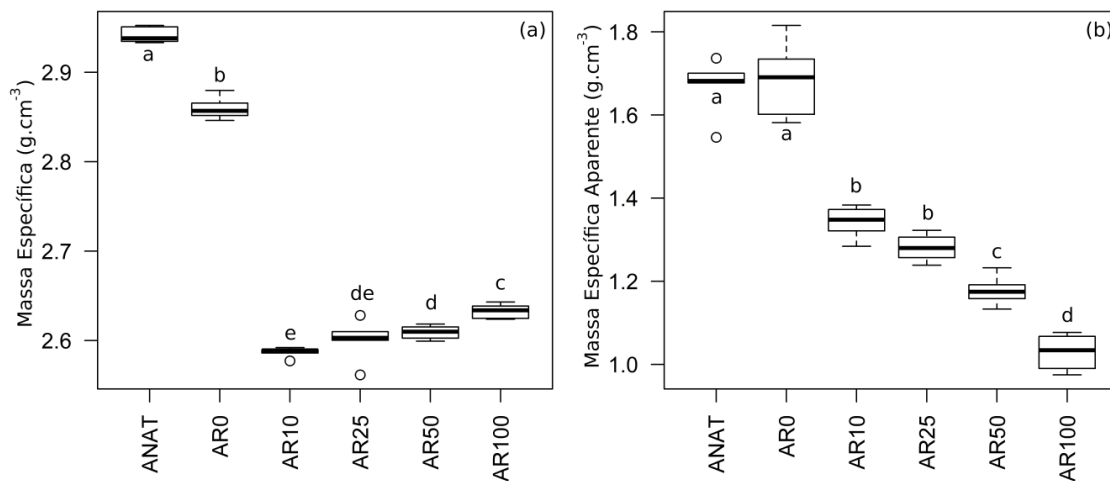 (a)
Massa Específica (g.cm-3)
2.9
2.8
2.7
2.6
a
b
e
de
d
c
ANAT
AR0
AR10
AR25
AR50
AR100
(b)
Massa Específica Aparente (g.cm-3)
1.8
1.6
1.4
1.2
1.0
a
a
b
b
c
d
ANAT
AR0
AR10
AR25
AR50
AR100